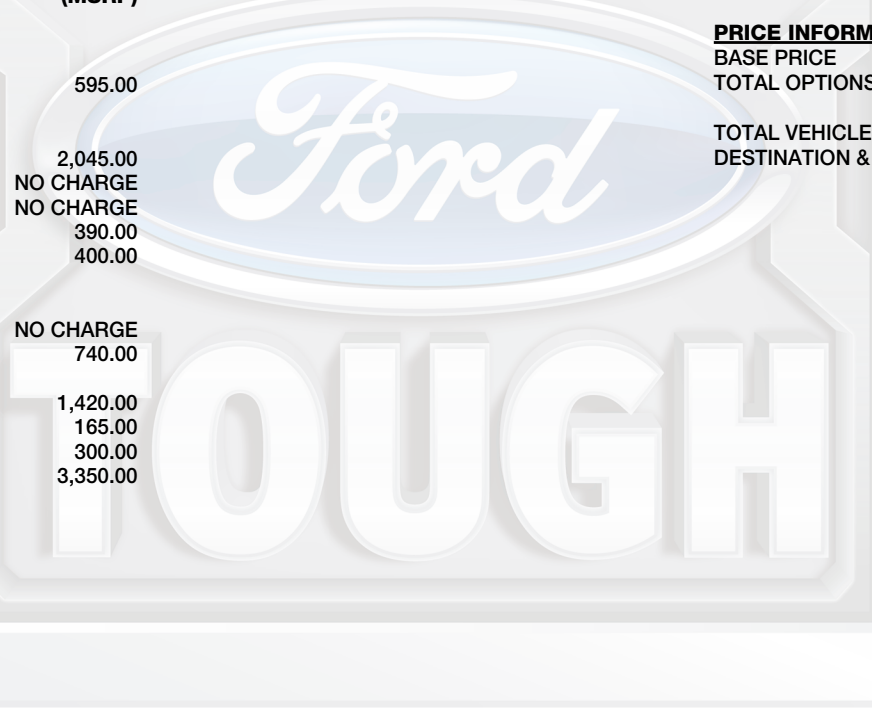 (MSRP)
595.00
2,045.00
NO CHARGE
NO CHARGE
390.00
400.00
NO CHARGE
740.00
1,420.00
165.00
300.00
3,350.00
PRICE INFORM
BASE PRICE
TOTAL OPTIONS
TOTAL VEHICLE
DESTINATION &
Ford
TOUGH